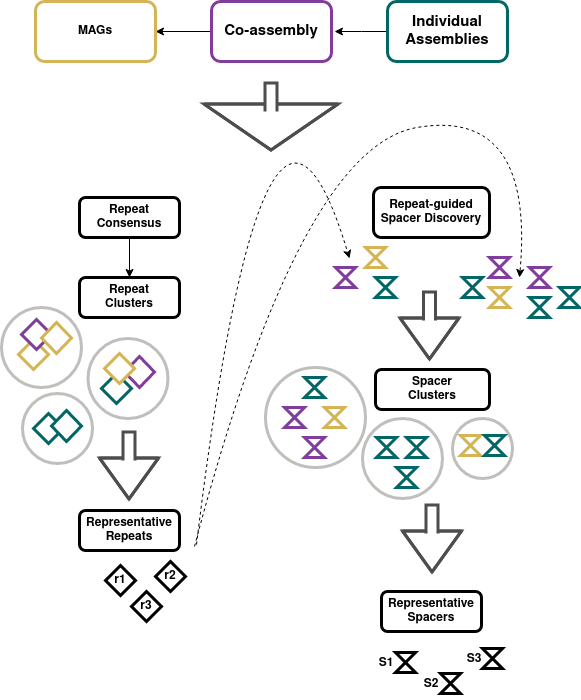 MAGs
Co-assembly
Individual
Assemblies
Repeat
Consensus
Repeat
Clusters
Representative
Repeats
r1
r2
r3
Repeat-guided
Spacer Discovery
Spacer
Clusters
Representative
Spacers
S1
S2
S3